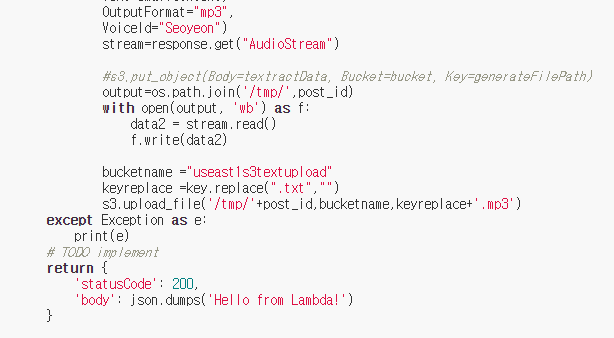 OutputFormat="mp3",
VoiceId="Seoyeon")
stream=response.get("AudioStream")
#s3.put_object(Body=textractData, Bucket=bucket, Key=generateFilePath)
output=os.path.join('/tmp/',post_id)
with open(output, 'wb') as f:
data2 = stream.read()
f.write(data2)
bucketname ="useast1s3textupload"
keyreplace =key.replace(".txt","")
s3.upload_file('/tmp/'+post_id,bucketname,keyreplace+'.mp3')
except Exception as e:
print(e)
# TODO implement
return {
'statusCode': 200,
'body': json.dumps('Hello from Lambda!')
}